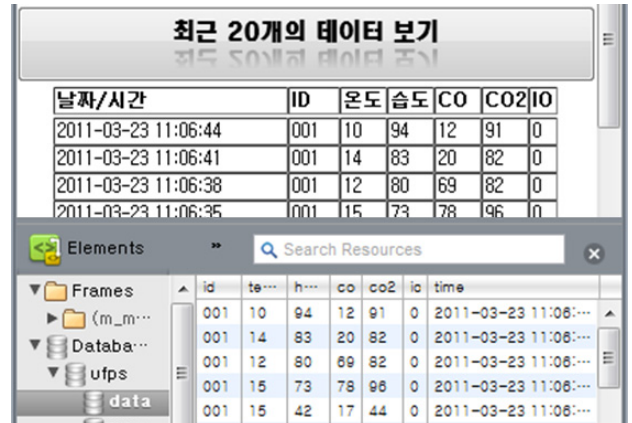 최근 20개의 데이터 보기
날짜/시간 ID 온도 습도 CO CO2 IO
2011-03-23 11:06:44 001 10 94 12 91 0
2011-03-23 11:06:41 001 14 83 20 82 0
2011-03-23 11:06:38 001 12 80 69 82 0
2011-03-23 11:06:35 001 15 73 78 96 0
Elements » Search Resources
Frames
(m_m…
Databa…
ufps
data
id te… h… co co2 io time
001 10 94 12 91 0 2011-03-23 11:06:…
001 14 83 20 82 0 2011-03-23 11:06:…
001 12 80 69 82 0 2011-03-23 11:06:…
001 15 73 78 96 0 2011-03-23 11:06:…
001 15 42 17 44 0 2011-03-23 11:06:…